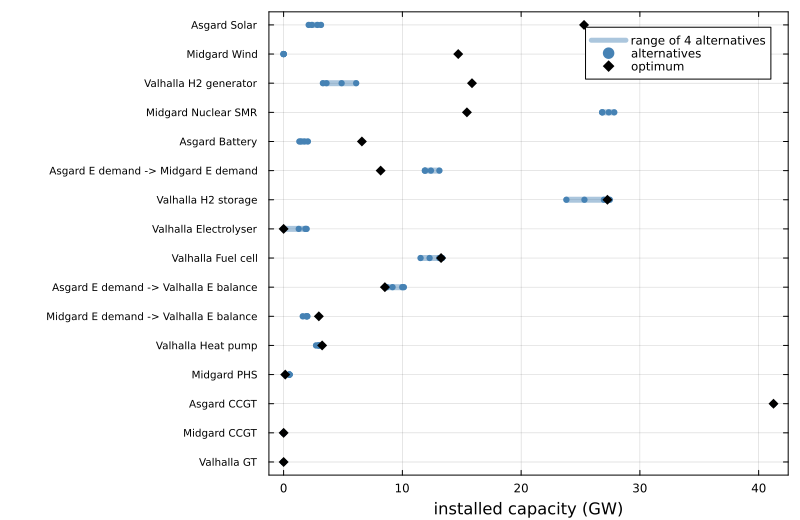 Asgard Solar
Midgard Wind
Valhalla H2 generator
Midgard Nuclear SMR
Asgard Battery
Asgard E demand -> Midgard E demand
Valhalla H2 storage
Valhalla Electrolyser
Valhalla Fuel cell
Asgard E demand -> Valhalla E balance
Midgard E demand -> Valhalla E balance
Valhalla Heat pump
Midgard PHS
Asgard CCGT
Midgard CCGT
Valhalla GT
range of 4 alternatives
alternatives
optimum
0 10 20 30 40
installed capacity (GW)